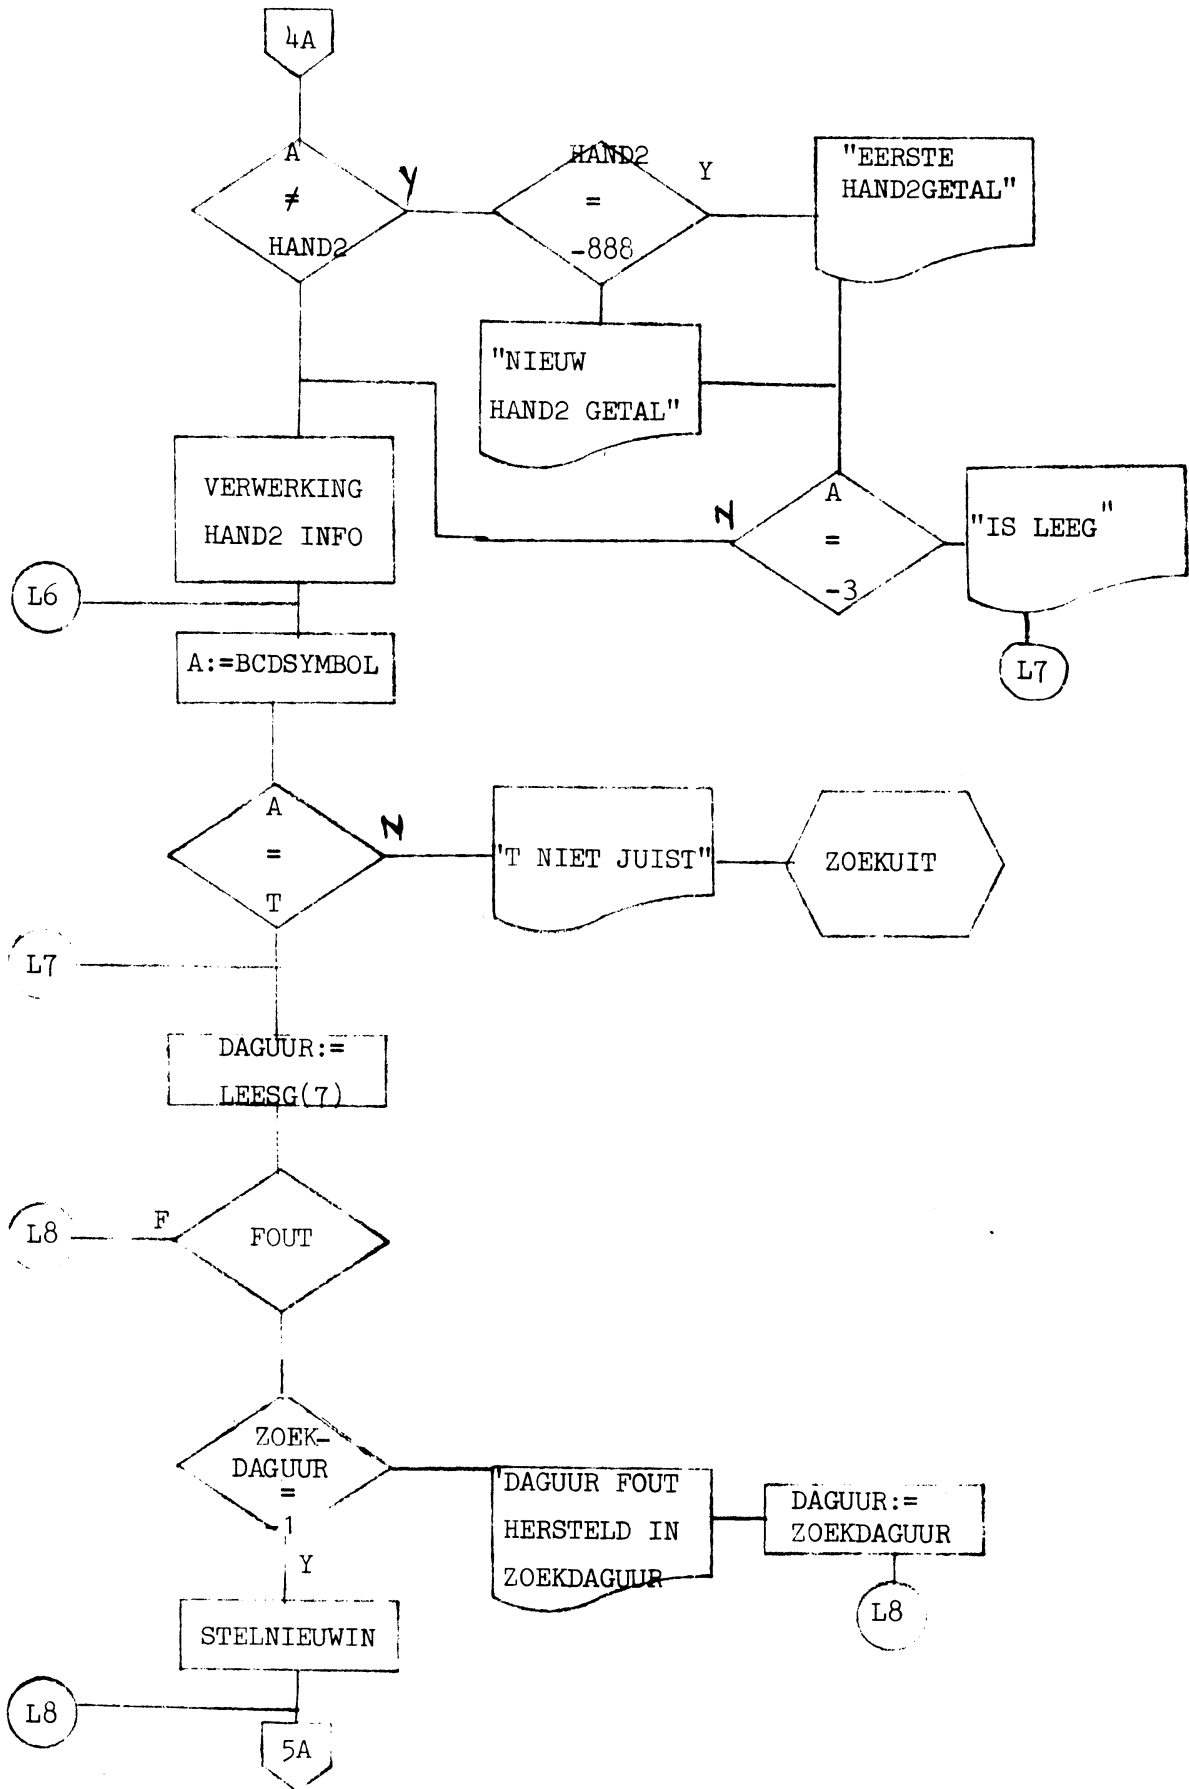 4A
A
≠
HAND2
Y
HAND2
=
-888
Y
"EERSTE
HAND2GETAL"
"NIEUW
HAND2 GETAL"
VERWERKING
HAND2 INFO
N
A
=
-3
"IS LEEG"
L7
L6
A:=BCDSYMBOL
A
=
T
N
"T NIET JUIST"
ZOEKUIT
L7
DAGUUR:=
LEESG(7)
L8
F
FOUT
ZOEK-
DAGUUR
=
1
Y
"DAGUUR FOUT
HERSTELD IN
ZOEKDAGUUR
DAGUUR:=
ZOEKDAGUUR
L8
STELNIEUWIN
L8
5A